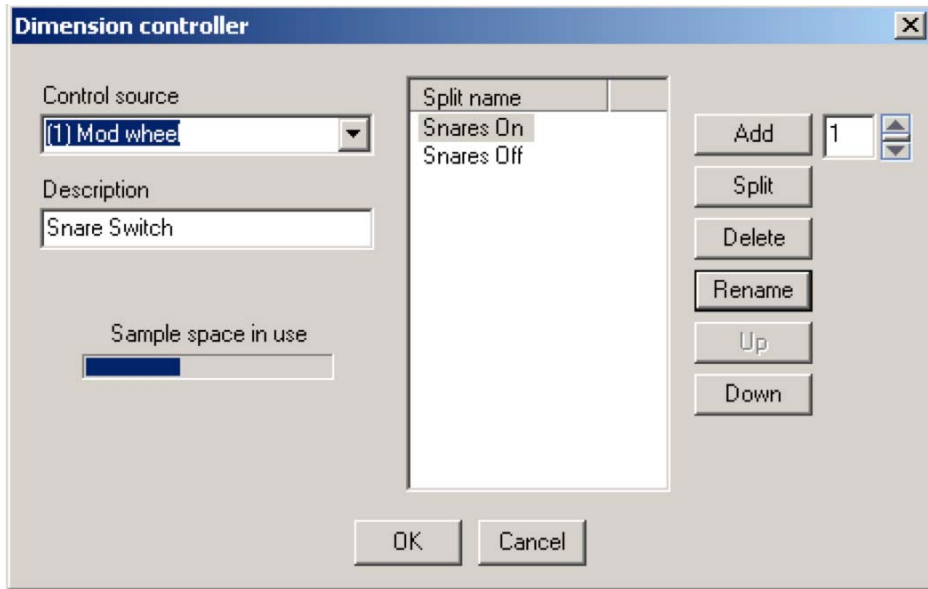 Dimension controller
Control source
(1) Mod wheel
Description
Snare Switch
Sample space in use
Split name
Snares On
Snares Off
Add
1
Split
Delete
Rename
Up
Down
OK
Cancel